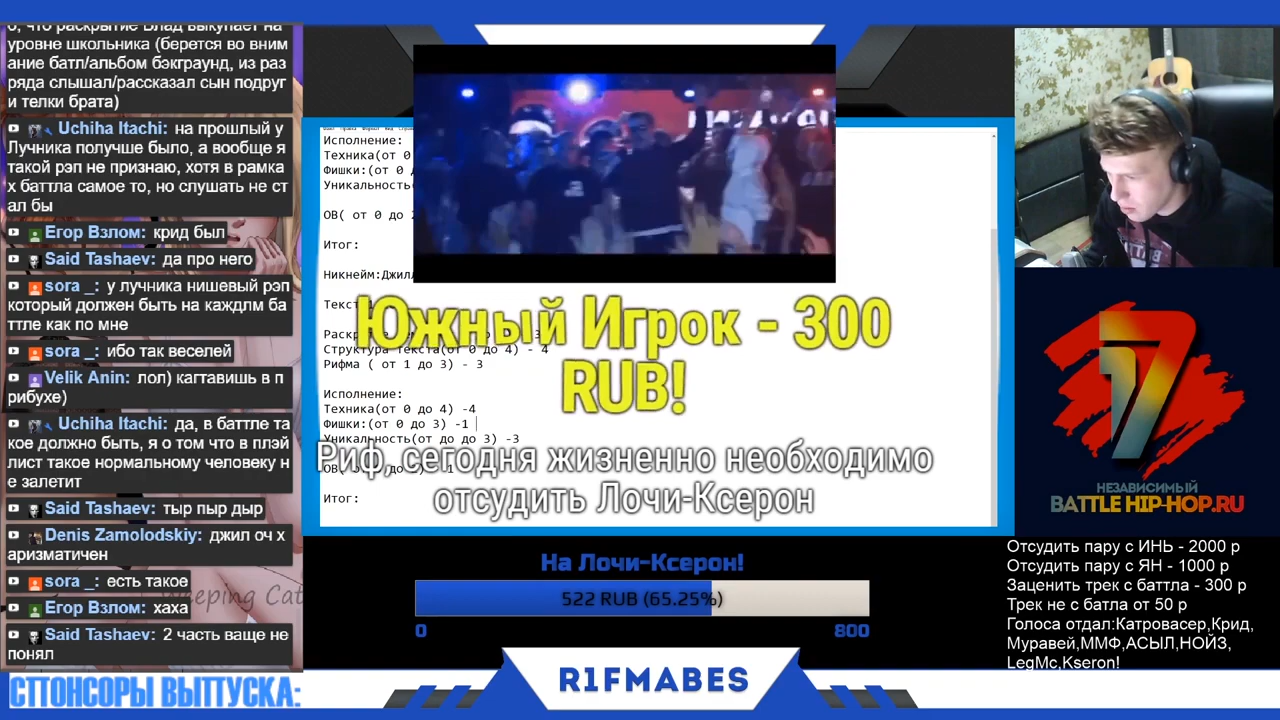 о, что раскрытие Влад выкупает на
уровне школьника (берется во вним
ание батл/альбом бэкграунд, из раз
ряда слышал/рассказал сын подруг
и телки брата)
Uchiha Itachi: на прошлый у
Лучника получше было, а вообще я
такой рэп не признаю, хотя в рамка
х баттла самое то, но слушать не ст
ал бы
Егор Взлом: крид был
Said Tashaev: да про него
sora _: у лучника нишевый рэп
который должен быть на каждлм ба
ттле как по мне
sora _: ибо так веселей
Velik Anin: лол) кагтавишь в п
рибухе)
Uchiha Itachi: да, в баттле та
кое должно быть, я о том что в плэй
лист такое нормальному человеку н
е залетит
Said Tashaev: тыр пыр дыр
Denis Zamolodskiy: джил оч х
аризматичен
sora _: есть такое
Егор Взлом: хаха
Said Tashaev: 2 часть ваще не
понял
eeping Cat
СТТОНСОРЫ ВЫТТУСКА:
Исполнение:
Техника(от 0
Фишки:(от 0
Уникальность(
ОВ( от 0 до
Итог:
Никнейм:Джилл
Текст
Южный Игрок - 300
RUB!
Структура текста(от 0 до 4) - 4
Рифма ( от 1 до 3) - 3
Исполнение:
Техника(от 0 до 4) -4
Фишки:(от 0 до 3) -1
Уникальность(от до до 3) -3
Риф, сегодня жизненно необходимо
отсудить Лочи-Ксерон
Итог:
На Лочи-Ксерон!
522 RUB (65.25%)
0 800
R1FMABES
17
НЕЗАВИСИМЫЙ
BATTLE HIP-HOP.RU
Отсудить пару с ИНЬ - 2000 р
Отсудить пару с ЯН - 1000 р
Заценить трек с баттла - 300 р
Трек не с батла от 50 р
Голоса отдал:Катровасер,Крид,
Муравей,ММФ,АСЫЛ,НОЙЗ,
LegMc,Kseron!